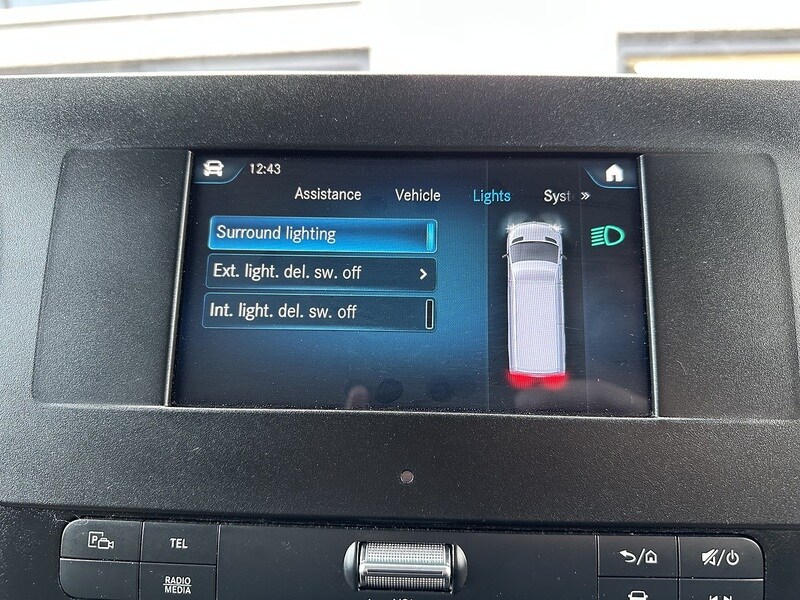 12:43
Assistance Vehicle Lights Syst »
Surround lighting
Ext. light. del. sw. off
Int. light. del. sw. off
P TEL
RADIO
MEDIA